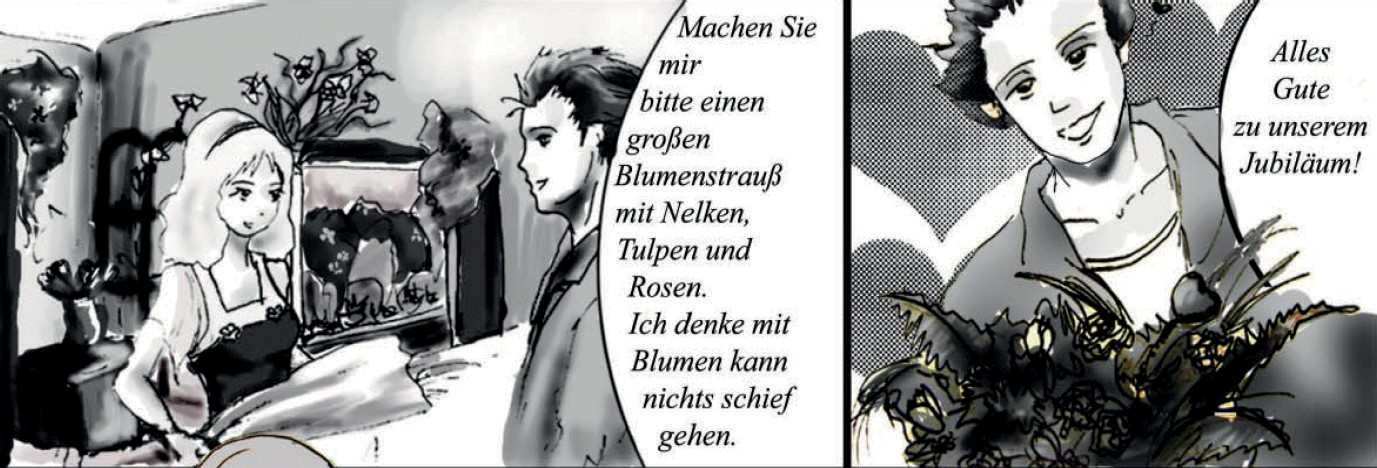 Machen Sie
mir
bitte einen
großen
Blumenstrauß
mit Nelken,
Tulpen und
Rosen.
Ich denke mit
Blumen kann
nichts schief
gehen.
Alles
Gute
zu unserem
Jubiläum!